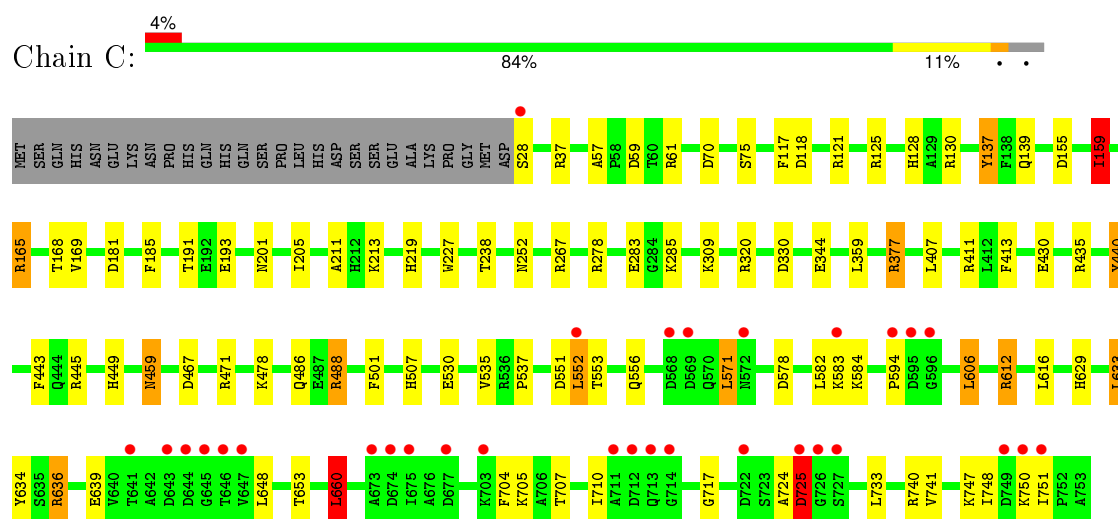 4%
Chain C:
84% 11% • •
MET SER GLN HIS ASN GLU LYS ASN PRO HIS GLN HIS GLN SER PRO LEU HIS ASP SER SER GLU ALA LYS PRO GLY MET ASP S28 R37 A57 P58 D59 T60 R61 D70 S75 F117 D118 R121 R125 H128 A129 R130 Y137 F138 Q139 D155 I159
R165 T168 V169 D181 F185 T191 E192 E193 N201 I205 A211 H212 K213 H219 W227 T238 N252 R267 R278 E283 G284 K285 K309 R320 D330 E344 L359 R377 L407 R411 L412 F413 E430 R435 Y440
F443 Q444 R445 H449 N459 D467 R471 K478 Q486 E487 R488 F501 H507 E530 V535 R536 P537 D551 L552 T553 Q556 D568 D569 Q570 L571 N572 D578 L582 K583 K584 P594 D595 G596 L606 R612 L616 H629
Y634 S635 R636 E639 V640 T641 A642 D643 D644 G645 T646 V647 L648 T653 L660 A673 D674 I675 A676 D677 K703 F704 K705 A706 T707 I710 A711 D712 Q713 G714 G717 D722 S723 A724 D725 G726 S727 L733 R740 V741 K747 I748 D749 K750 I751 P752 A753